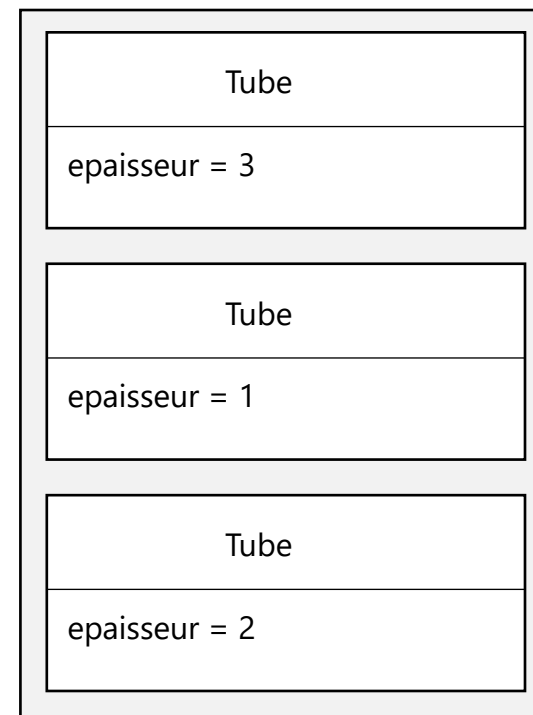 Tube
epaisseur = 3
Tube
epaisseur = 1
Tube
epaisseur = 2